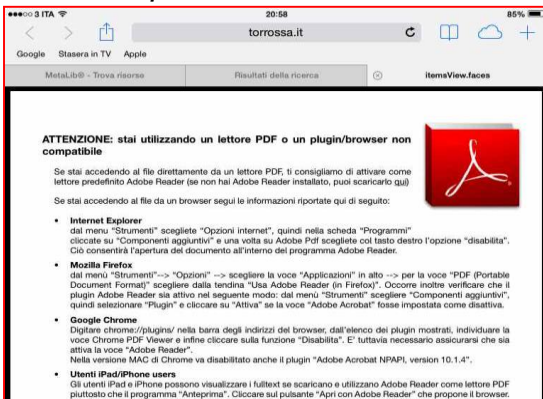 3 ITA 20:58 85%
torrossa.it
Google Stasera in TV Apple
MetaLib® - Trova risorse Risultati della ricerca itemsView.faces
ATTENZIONE: stai utilizzando un lettore PDF o un plugin/browser non
compatibile
Se stai accedendo al file direttamente da un lettore PDF, ti consigliamo di attivare come
lettore predefinito Adobe Reader (se non hai Adobe Reader installato, puoi scaricarlo qui)
Se stai accedendo al file da un browser segui le informazioni riportate qui di seguito:
• Internet Explorer
dal menu "Strumenti" scegliete "Opzioni internet", quindi nella scheda "Programmi"
cliccate su "Componenti aggiuntivi" e una volta su Adobe Pdf scegliete col tasto destro l'opzione "disabilita".
Ciò consentirà l'apertura del documento all'interno del programma Adobe Reader.
• Mozilla Firefox
dal menù "Strumenti"--> "Opzioni" --> scegliere la voce "Applicazioni" in alto --> per la voce "PDF (Portable
Document Format)" scegliere dalla tendina "Usa Adobe Reader (in Firefox)". Occorre inoltre verificare che il
plugin Adobe Reader sia attivo nel seguente modo: dal menù "Strumenti" scegliete "Componenti aggiuntivi",
quindi selezionare "Plugin" e cliccare su "Attiva" se la voce "Adobe Acrobat" fosse impostata come disattiva.
• Google Chrome
Digitare chrome://plugins/ nella barra degli indirizzi del browser, dall'elenco dei plugin mostrati, individuare la
voce Chrome PDF Viewer e infine cliccare sulla funzione "Disabilita". E' tuttavia necessario assicurarsi che sia
attiva la voce "Adobe Reader".
Nella versione MAC di Chrome va disabilitato anche il plugin "Adobe Acrobat NPAPI, version 10.1.4".
• Utenti iPad/iPhone users
Gli utenti iPad e iPhone possono visualizzare i fulltext se scaricano e utilizzano Adobe Reader come lettore PDF
piuttosto che il programma "Anteprima". Cliccare sul pulsante "Apri con Adobe Reader" che propone il browser.